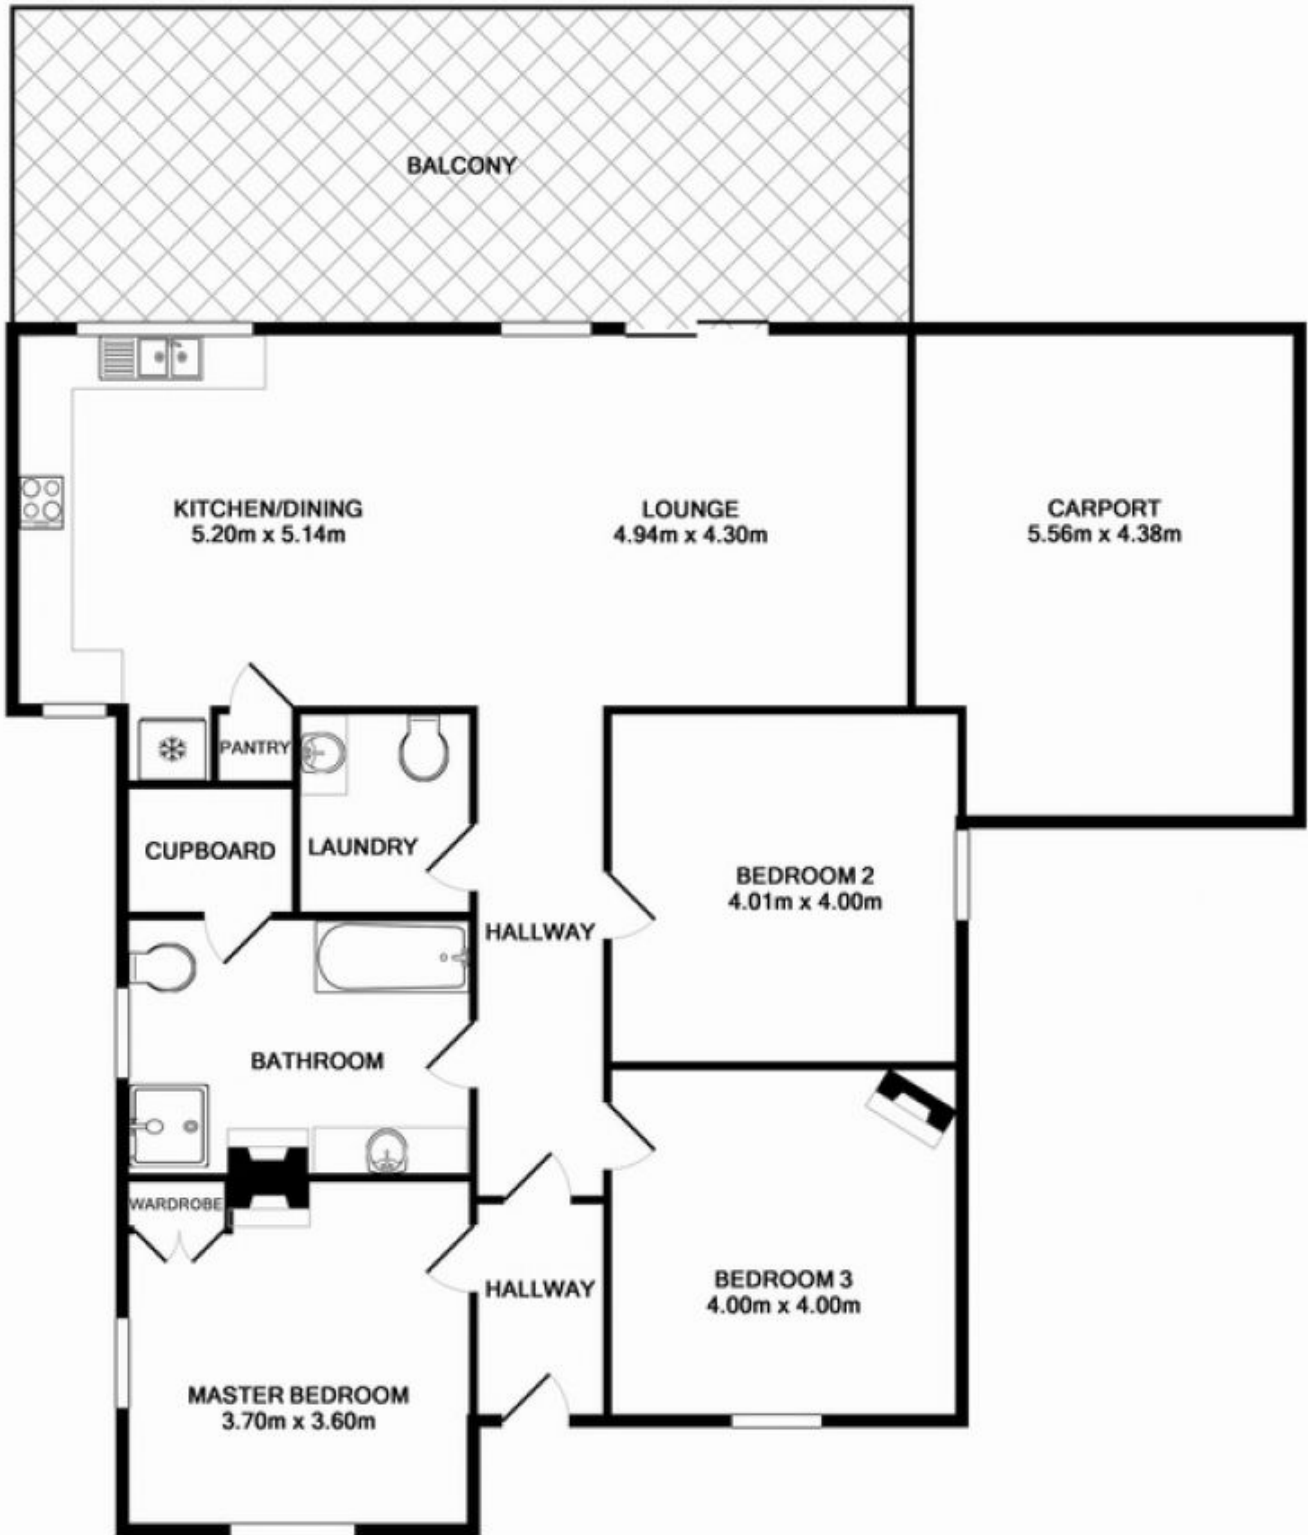 BALCONY
KITCHEN/DINING
5.20m x 5.14m
LOUNGE
4.94m x 4.30m
CARPORT
5.56m x 4.38m
PANTRY
CUPBOARD
LAUNDRY
BEDROOM 2
4.01m x 4.00m
HALLWAY
BATHROOM
WARDROBE
HALLWAY
BEDROOM 3
4.00m x 4.00m
MASTER BEDROOM
3.70m x 3.60m